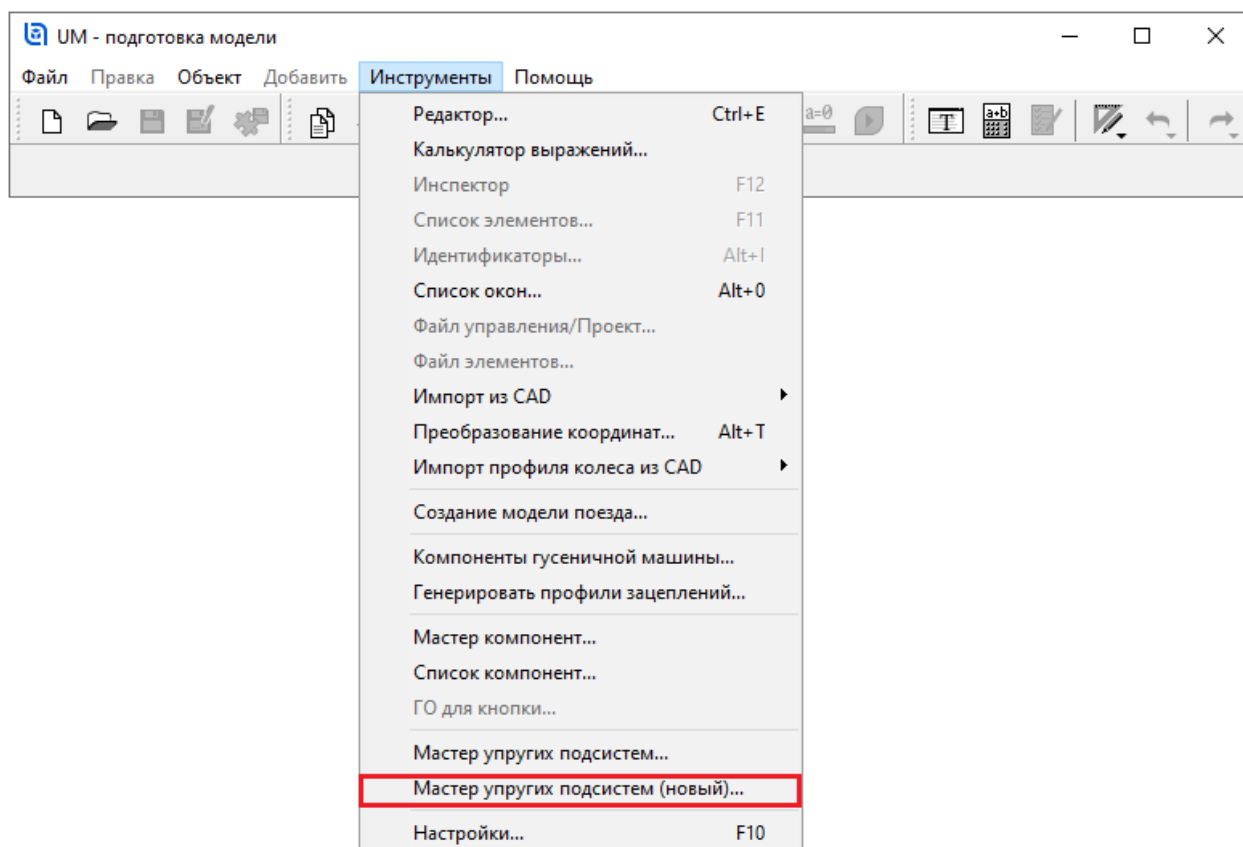 UM - подготовка модели
Файл Правка Объект Добавить Инструменты Помощь
a=0
T
a+b
Редактор... Ctrl+E
Калькулятор выражений...
Инспектор F12
Список элементов... F11
Идентификаторы... Alt+I
Список окон... Alt+0
Файл управления/Проект...
Файл элементов...
Импорт из CAD
Преобразование координат... Alt+T
Импорт профиля колеса из CAD
Создание модели поезда...
Компоненты гусеничной машины...
Генерировать профили зацеплений...
Мастер компонент...
Список компонент...
ГО для кнопки...
Мастер упругих подсистем...
Мастер упругих подсистем (новый)...
Настройки... F10